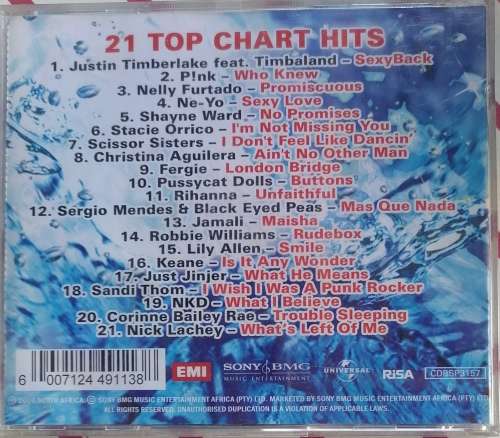 21 TOP CHART HITS
1. Justin Timberlake feat. Timbaland – SexyBack
2. P!nk – Who Knew
3. Nelly Furtado – Promiscuous
4. Ne-Yo – Sexy Love
5. Shayne Ward – No Promises
6. Stacie Orrico – I'm Not Missing You
7. Scissor Sisters – I Don't Feel Like Dancin'
8. Christina Aguilera – Ain't No Other Man
9. Fergie – London Bridge
10. Pussycat Dolls – Buttons
11. Rihanna – Unfaithful
12. Sergio Mendes & Black Eyed Peas – Mas Que Nada
13. Jamali – Maisha
14. Robbie Williams – Rudebox
15. Lily Allen – Smile
16. Keane – Is It Any Wonder
17. Just Jinjer – What He Means
18. Sandi Thom – I Wish I Was A Punk Rocker
19. NKD – What I Believe
20. Corinne Bailey Rae – Trouble Sleeping
21. Nick Lachey – What's Left Of Me
6 007124 491138
EMI
SONY BMG
MUSIC ENTERTAINMENT
UNIVERSAL
RiSA
CDBSP3157
SOUTH AFRICA. © SONY BMG MUSIC ENTERTAINMENT AFRICA (PTY) LTD. MARKETED BY SONY BMG MUSIC ENTERTAINMENT AFRICA (PTY) LTD.
ALL RIGHTS RESERVED. UNAUTHORISED DUPLICATION IS A VIOLATION OF APPLICABLE LAWS.